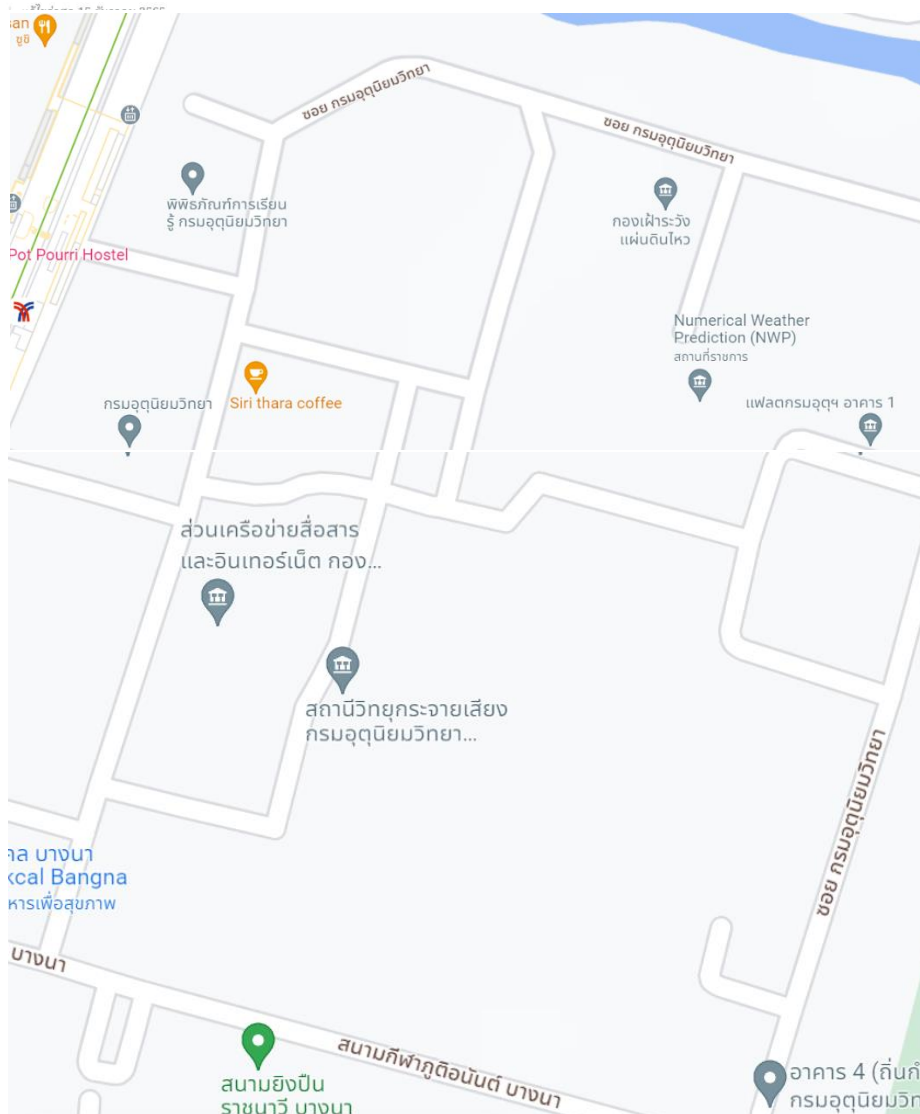 san
ซูชิ
ซอย กรมอุตุนิยมวิทยา
ซอย กรมอุตุนิยมวิทยา
พิพิธภัณฑ์การเรียน
รู้ กรมอุตุนิยมวิทยา
กองเฝ้าระวัง
แผ่นดินไหว
Pot Pourri Hostel
Numerical Weather
Prediction (NWP)
สถานที่ราชการ
กรมอุตุนิยมวิทยา
Siri thara coffee
แฟลตกรมอุตุฯ อาคาร 1
ส่วนเครือข่ายสื่อสาร
และอินเทอร์เน็ต กอง...
สถานีวิทยุกระจายเสียง
กรมอุตุนิยมวิทยา...
ซอย กรมอุตุนิยมวิทยา
คล บางนา
kcal Bangna
หารเพื่อสุขภาพ
บางนา
สนามกีฬาภูติอนันต์ บางนา
สนามยิงปืน
ราชนาวี บางนา
อาคาร 4 (ถิ่นก
กรมอุตุนิยมวิท